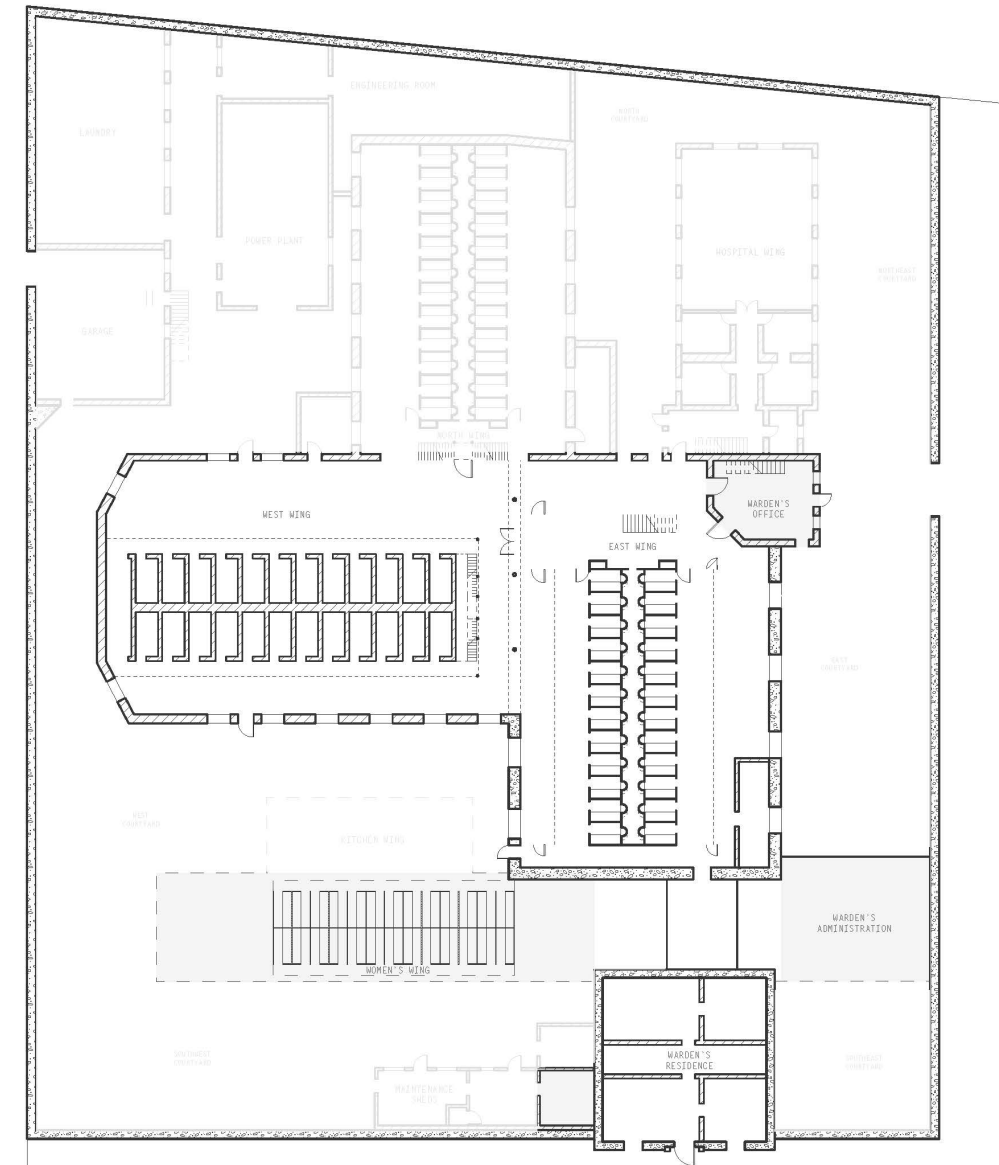 ENGINEERING ROOM
NORTH
COURTYARD
LAUNDRY
POWER PLANT
HOSPITAL WING
NORTHEAST
COURTYARD
GARAGE
NORTH WING
WARDEN'S
OFFICE
WEST WING
EAST WING
EAST
COURTYARD
WEST
COURTYARD
KITCHEN WING
WARDEN'S
ADMINISTRATION
WOMEN'S WING
SOUTHWEST
COURTYARD
WARDEN'S
RESIDENCE
SOUTHEAST
COURTYARD
MAINTENANCE
SHEDS